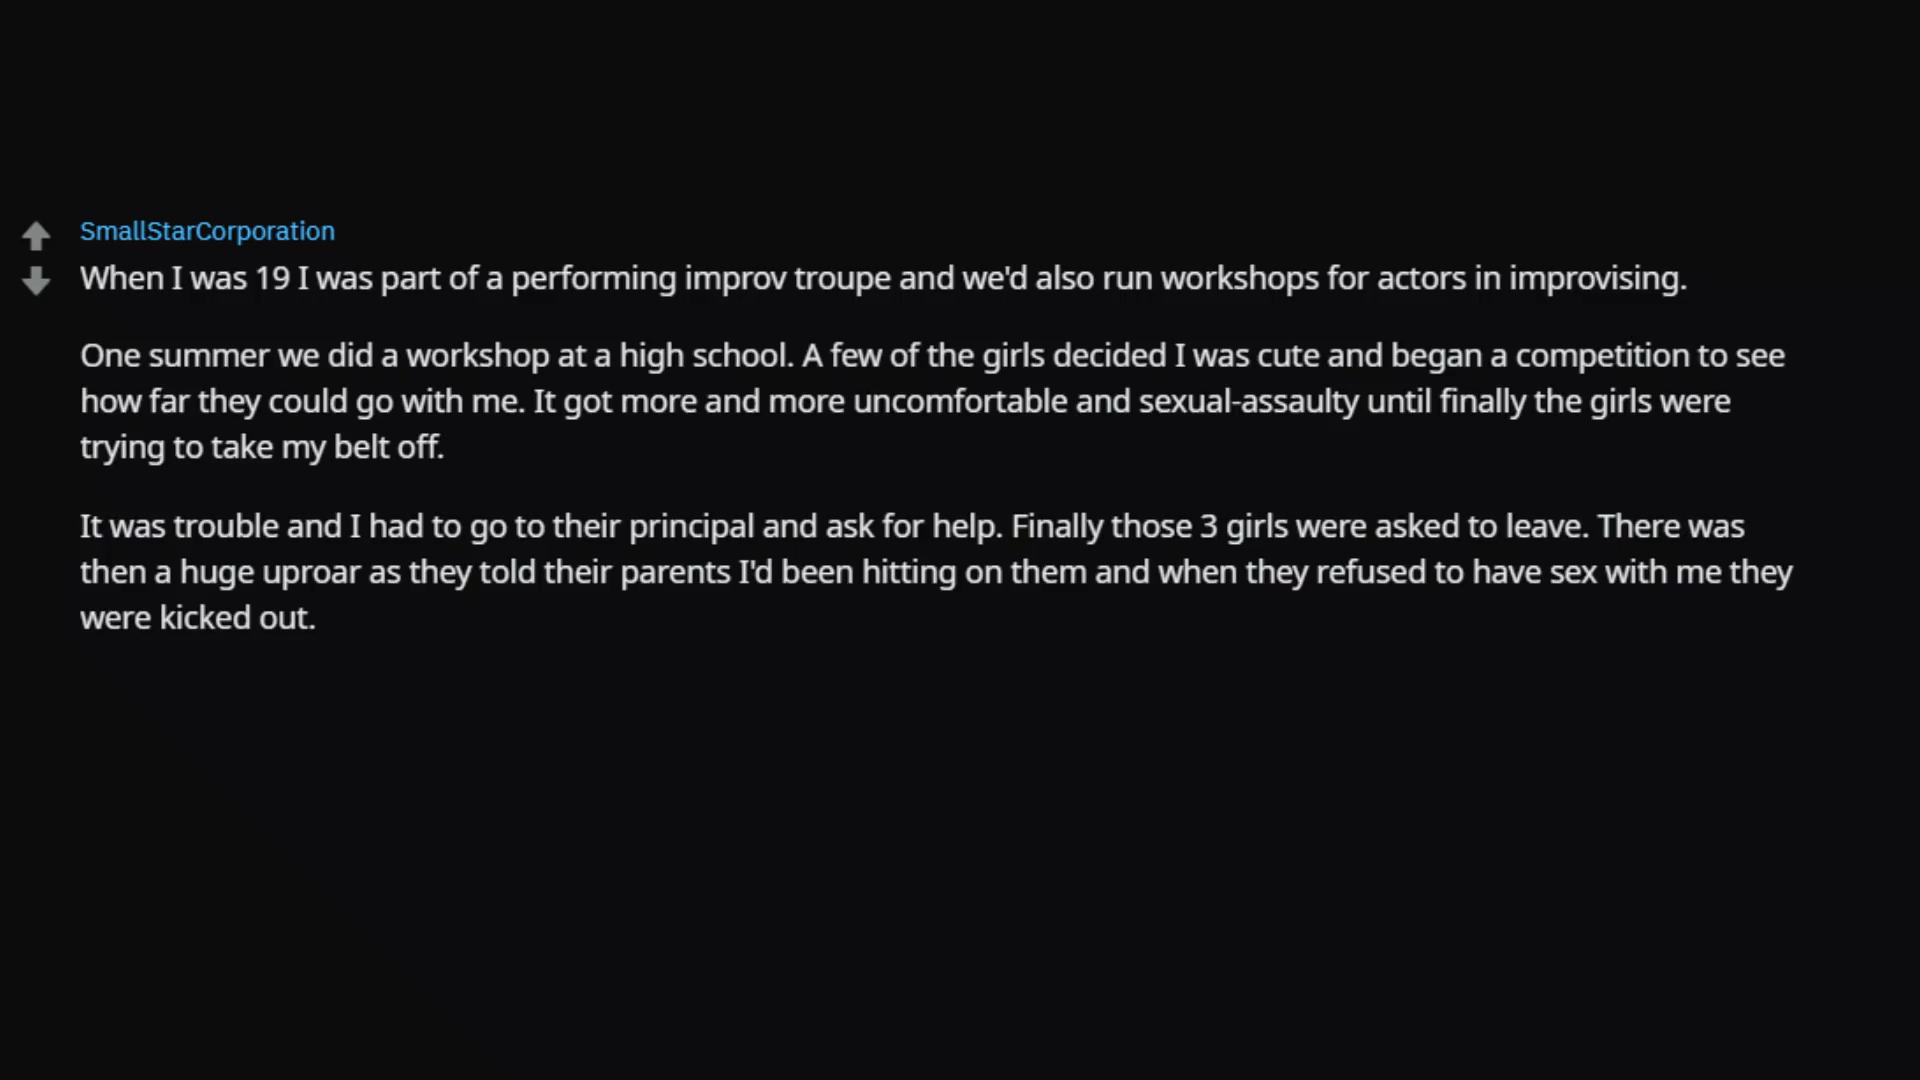 SmallStarCorporation
When I was 19 I was part of a performing improv troupe and we'd also run workshops for actors in improvising.
One summer we did a workshop at a high school. A few of the girls decided I was cute and began a competition to see
how far they could go with me. It got more and more uncomfortable and sexual-assaulty until finally the girls were
trying to take my belt off.
It was trouble and I had to go to their principal and ask for help. Finally those 3 girls were asked to leave. There was
then a huge uproar as they told their parents I'd been hitting on them and when they refused to have sex with me they
were kicked out.